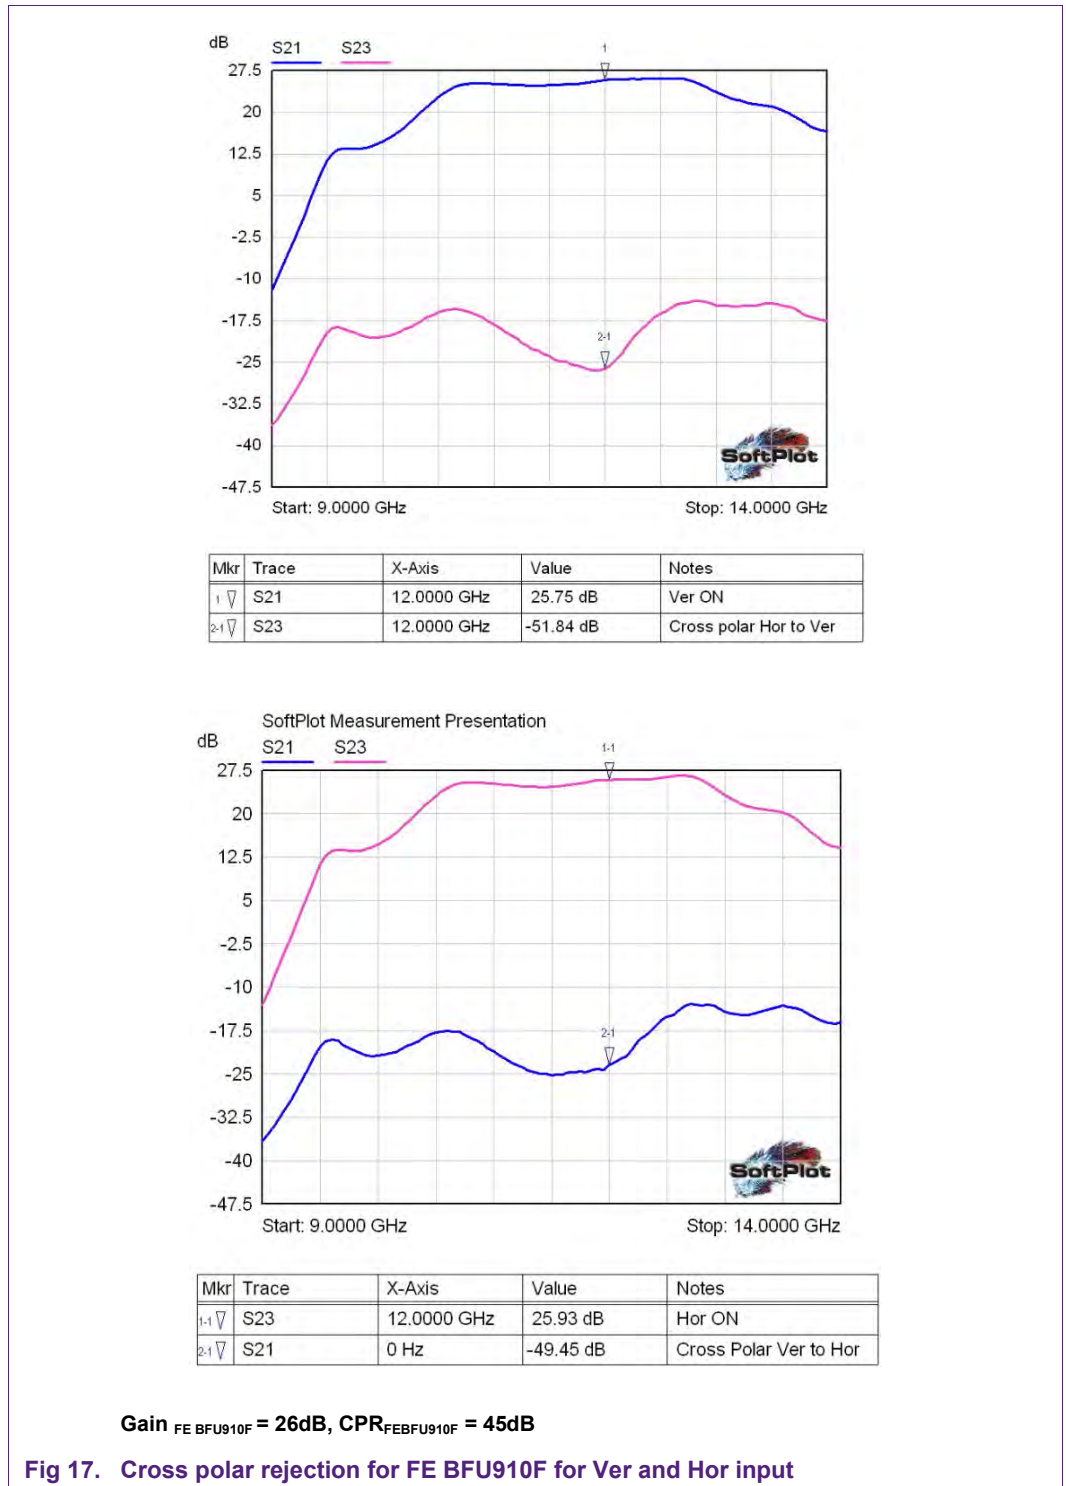 dB
S21 S23
1
27.5
20
12.5
5
-2.5
-10
-17.5
2-1
-25
-32.5
-40
SoftPlot
-47.5
Start: 9.0000 GHz Stop: 14.0000 GHz
Mkr Trace X-Axis Value Notes
1 S21 12.0000 GHz 25.75 dB Ver ON
2-1 S23 12.0000 GHz -51.84 dB Cross polar Hor to Ver
SoftPlot Measurement Presentation
dB
S21 S23
1-1
27.5
20
12.5
5
-2.5
-10
-17.5
2-1
-25
-32.5
-40
SoftPlot
-47.5
Start: 9.0000 GHz Stop: 14.0000 GHz
Mkr Trace X-Axis Value Notes
1-1 S23 12.0000 GHz 25.93 dB Hor ON
2-1 S21 0 Hz -49.45 dB Cross Polar Ver to Hor
Gain FE BFU910F = 26dB, CPRFEBFU910F = 45dB
Fig 17. Cross polar rejection for FE BFU910F for Ver and Hor input